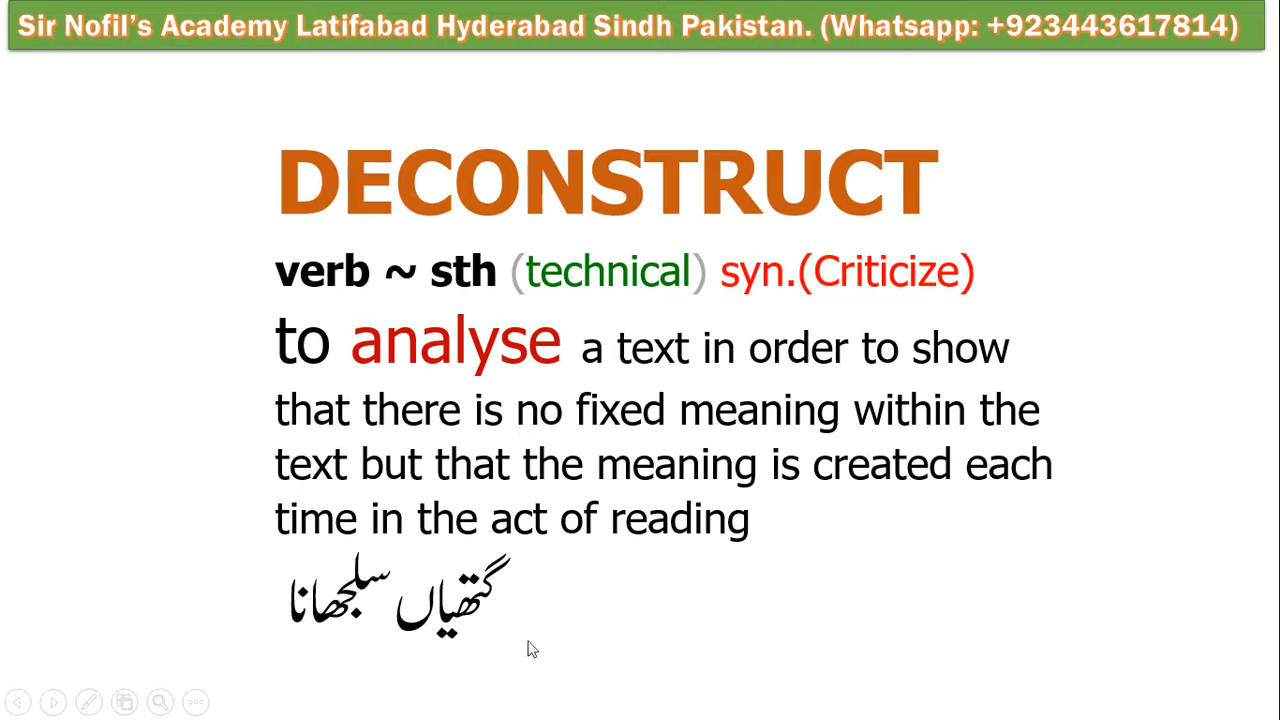 Sir Nofil's Academy Latifabad Hyderabad Sindh Pakistan. (Whatsapp: +923443617814)
DECONSTRUCT
verb ~ sth (technical) syn.(Criticize)
to analyse a text in order to show
that there is no fixed meaning within the
text but that the meaning is created each
time in the act of reading
گتھیاں سلجھانا